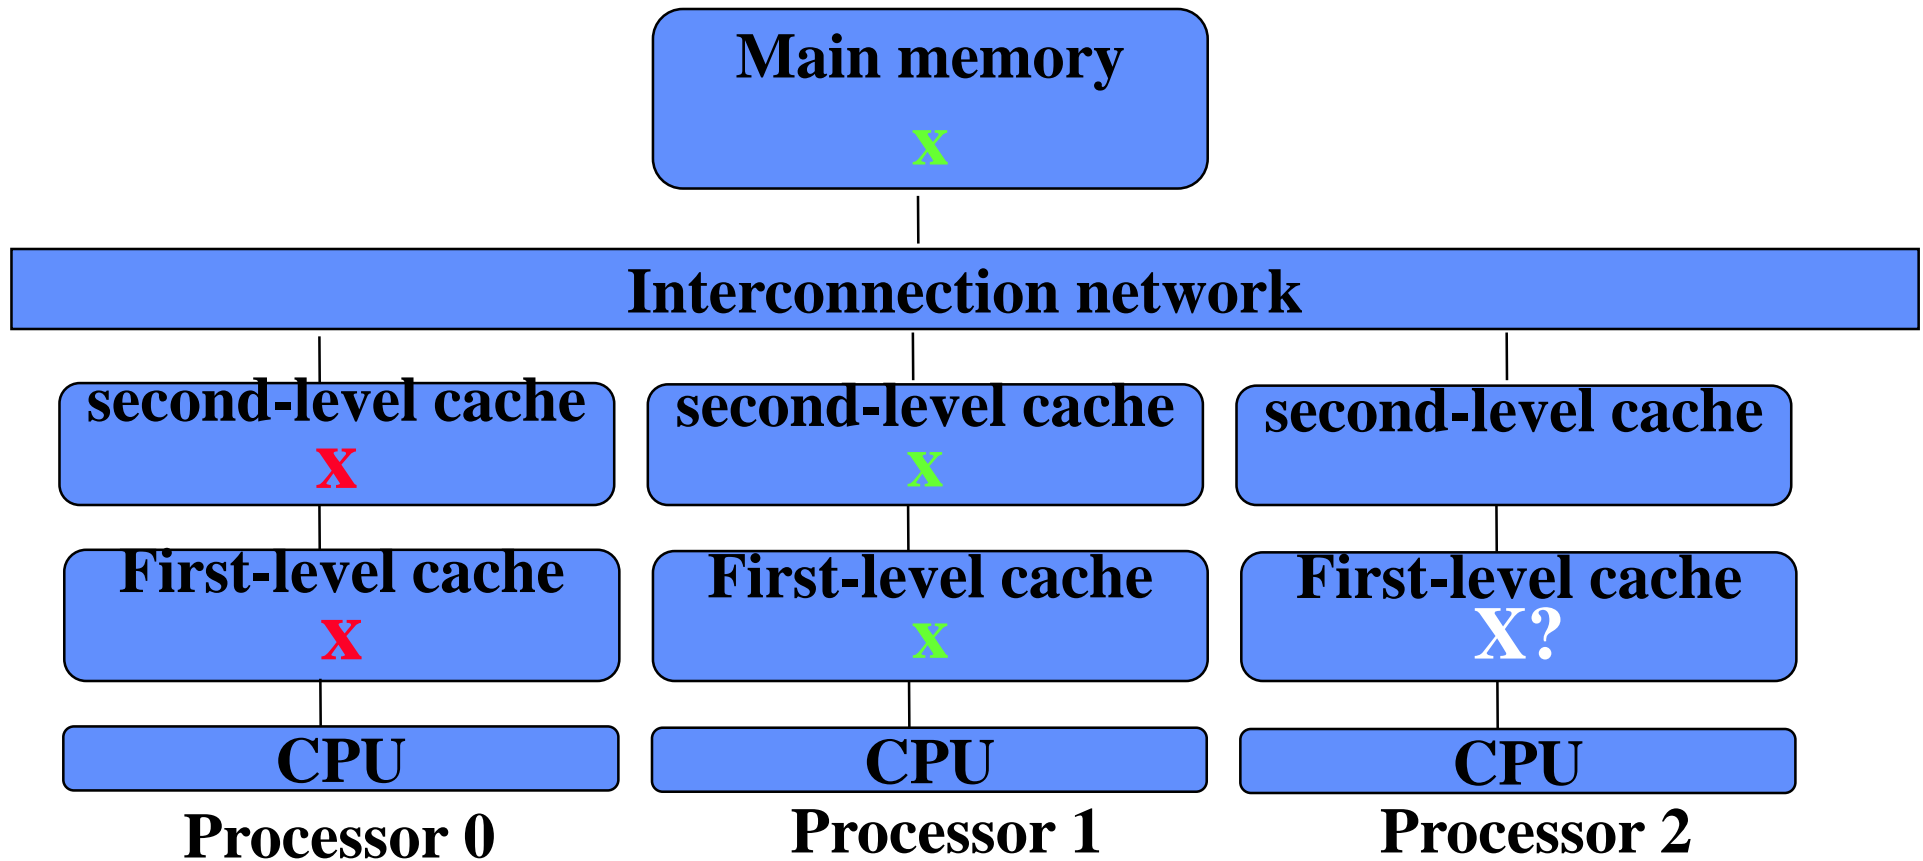 Main memory
x
Interconnection network
second-level cache second-level cache second-level cache
x x
First-level cache First-level cache First-level cache
x x X?
CPU CPU CPU
Processor 0 Processor 1 Processor 2